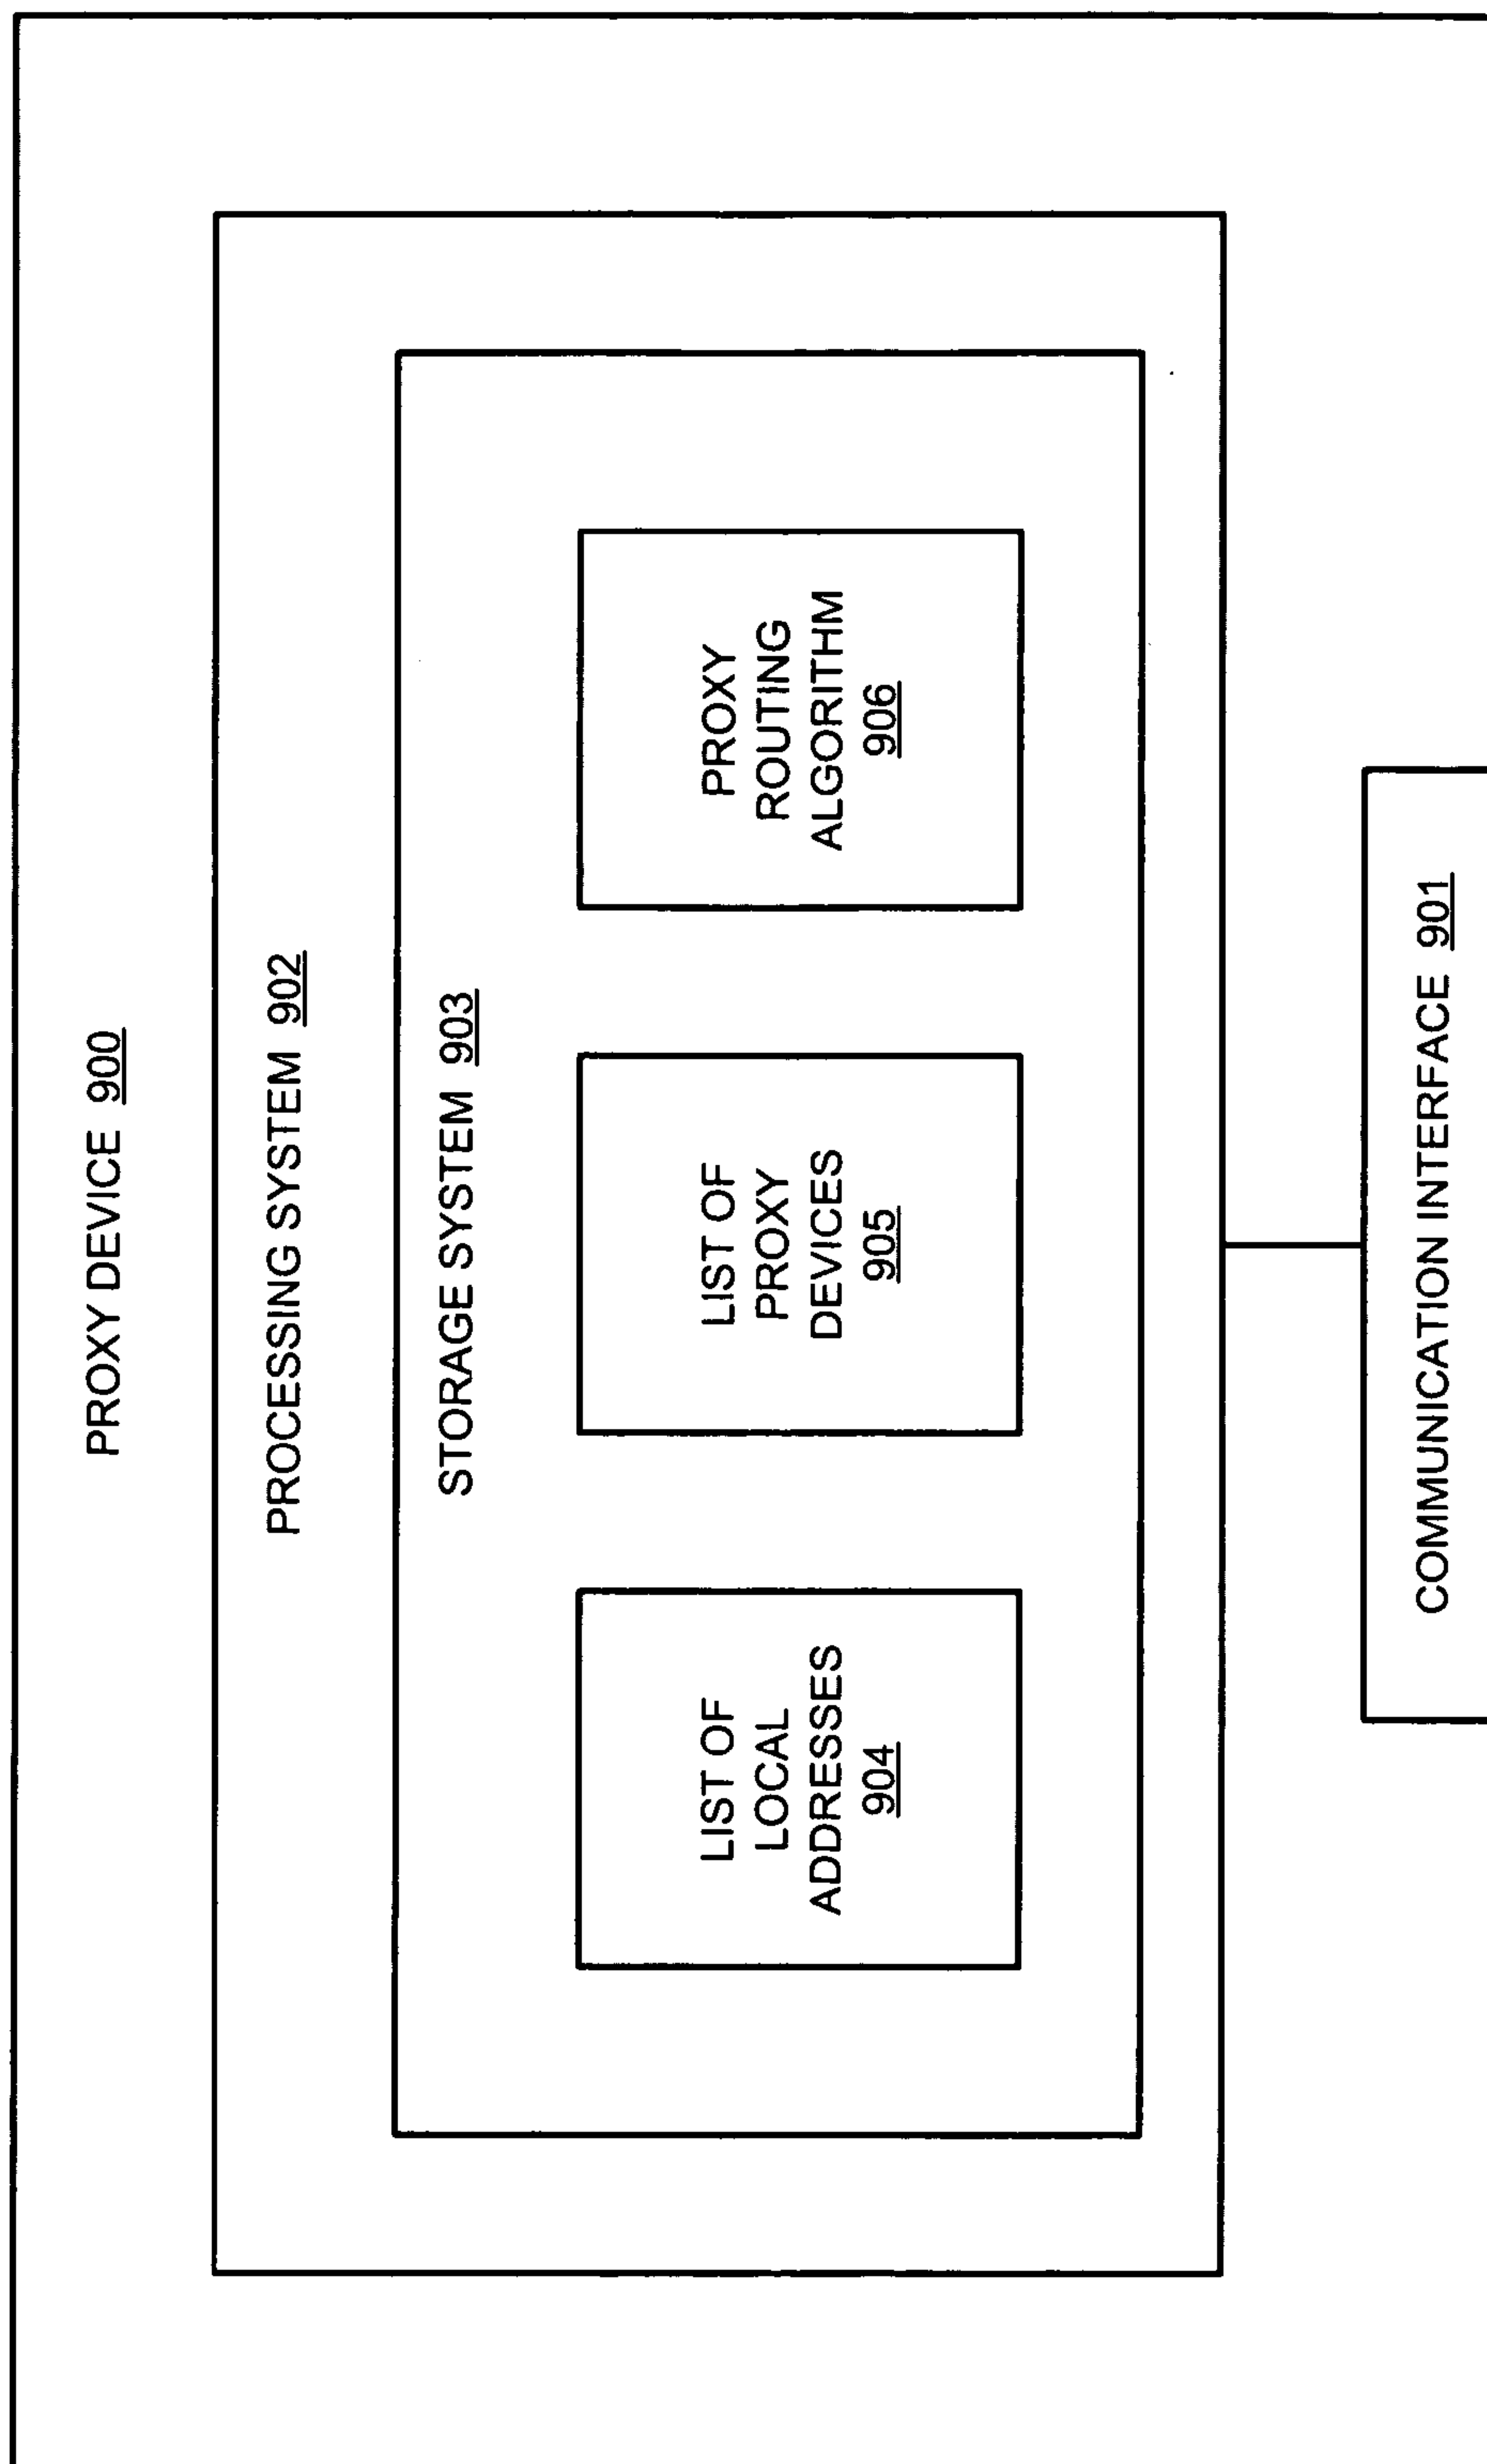 PROXY DEVICE 900
PROCESSING SYSTEM 902
STORAGE SYSTEM 903
LIST OF
LOCAL
ADDRESSES
904
LIST OF
PROXY
DEVICES
905
PROXY
ROUTING
ALGORITHM
906
COMMUNICATION INTERFACE 901